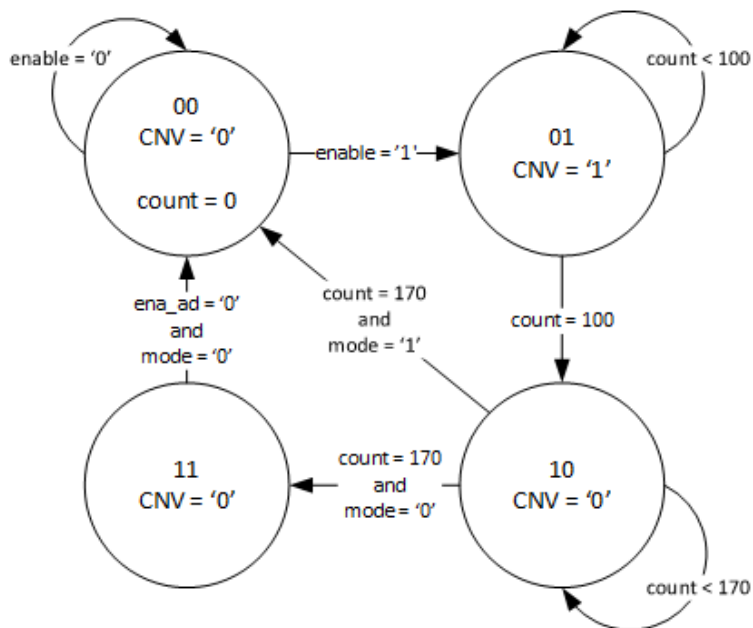 enable = ‘0’
00
CNV = ‘0’
count = 0
enable = ‘1’
01
CNV = ‘1’
count < 100
ena_ad = ‘0’
and
mode = ‘0’
count = 170
and
mode = ‘1’
count = 100
11
CNV = ‘0’
count = 170
and
mode = ‘0’
10
CNV = ‘0’
count < 170